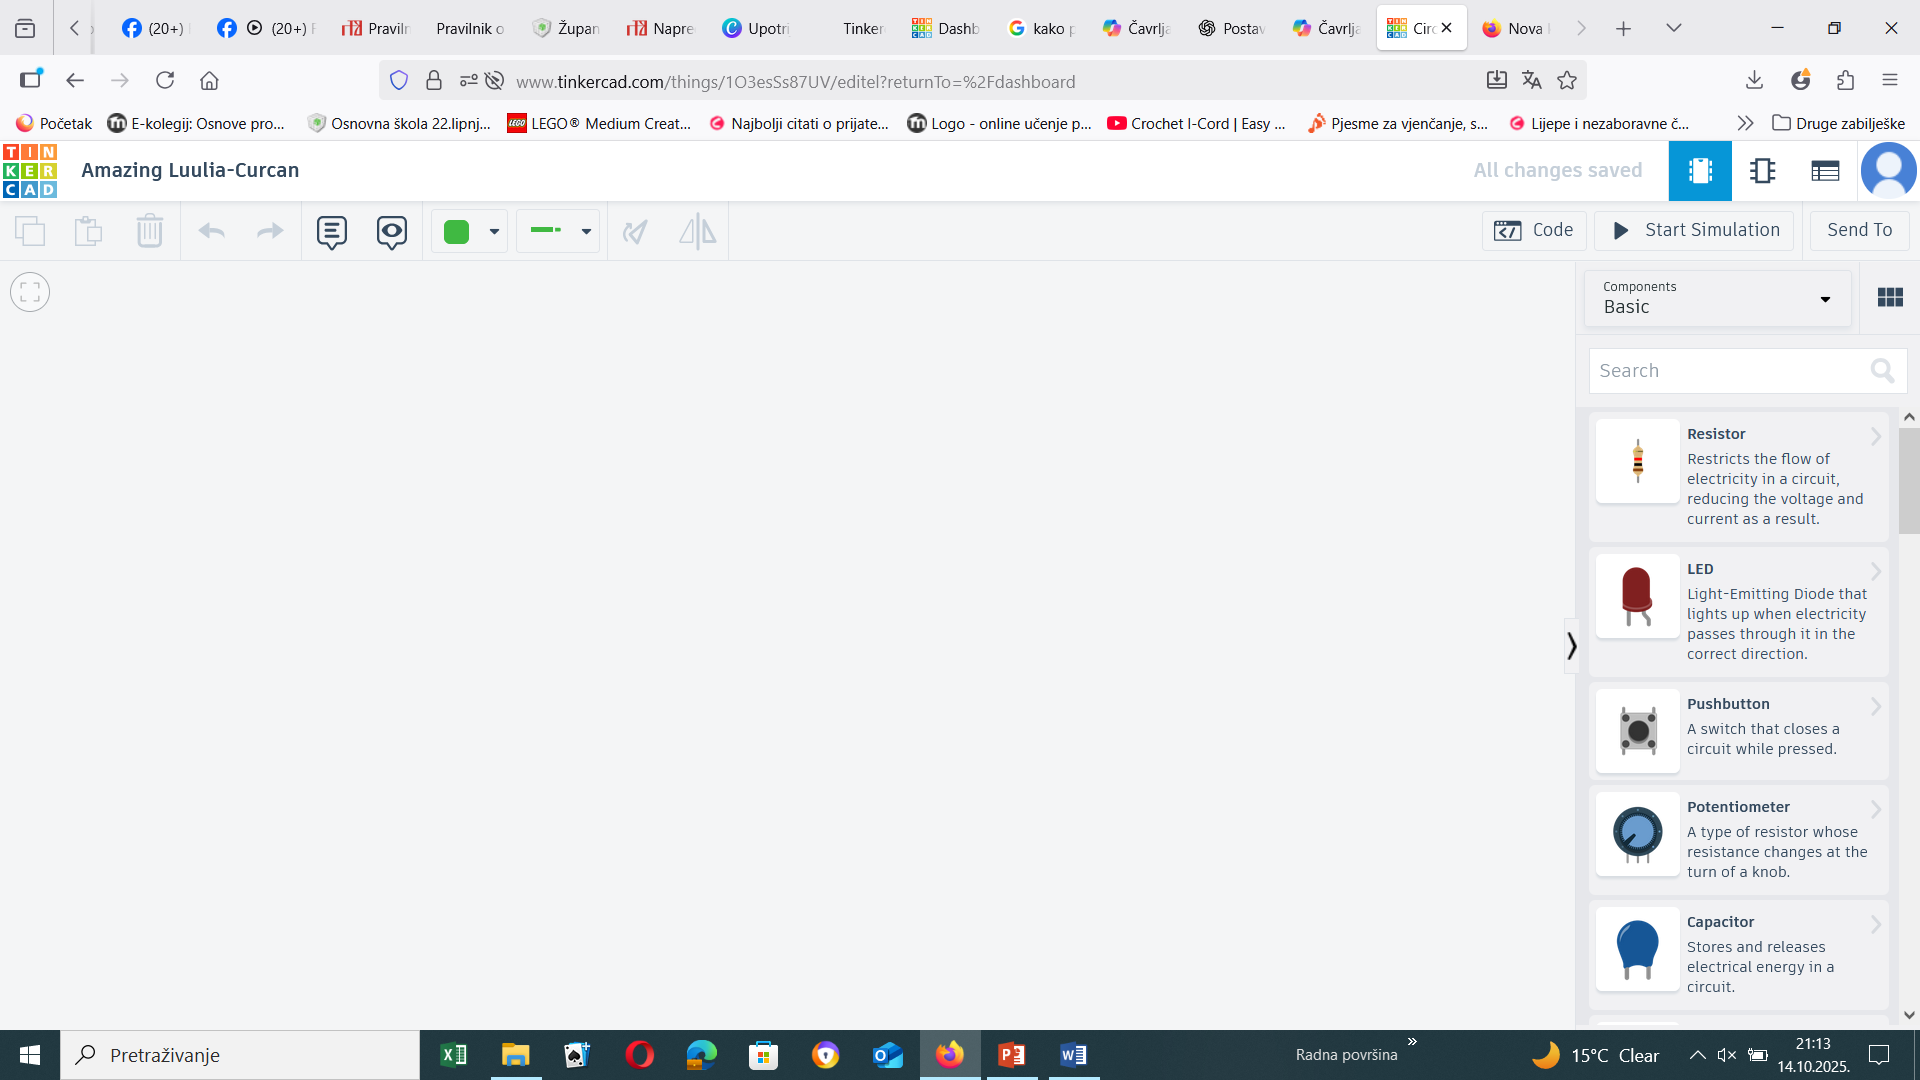 (20+)
(20+) F
Praviln
Pravilnik o
Župan
Napre
Upotri
Tinker
Dashb
kako p
Čavrlja
Postav
Čavrlja
Circ
Nova
www.tinkercad.com/things/1O3esSs87UV/editel?returnTo=%2Fdashboard
Početak
E-kolegij: Osnove pro...
Osnovna škola 22.lipnj...
LEGO® Medium Creat...
Najbolji citati o prijate...
Logo - online učenje p...
Crochet I-Cord | Easy ...
Pjesme za vjenčanje, s...
Lijepe i nezaboravne č...
Druge zabilješke
TINKERCAD
Amazing Luulia-Curcan
All changes saved
Code
Start Simulation
Send To
Components
Basic
Search
Resistor
Restricts the flow of
electricity in a circuit,
reducing the voltage and
current as a result.
LED
Light-Emitting Diode that
lights up when electricity
passes through it in the
correct direction.
Pushbutton
A switch that closes a
circuit while pressed.
Potentiometer
A type of resistor whose
resistance changes at the
turn of a knob.
Capacitor
Stores and releases
electrical energy in a
circuit.
Pretraživanje
Radna površina
15°C Clear
21:13
14.10.2025.